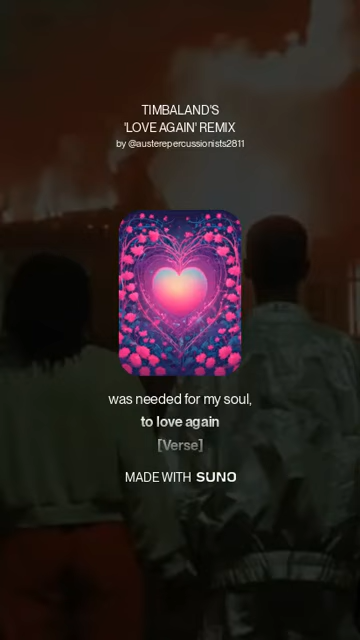 TIMBALAND'S
'LOVE AGAIN' REMIX
by @austerepercussionists2811
was needed for my soul,
to love again
[Verse]
MADE WITH SUNO